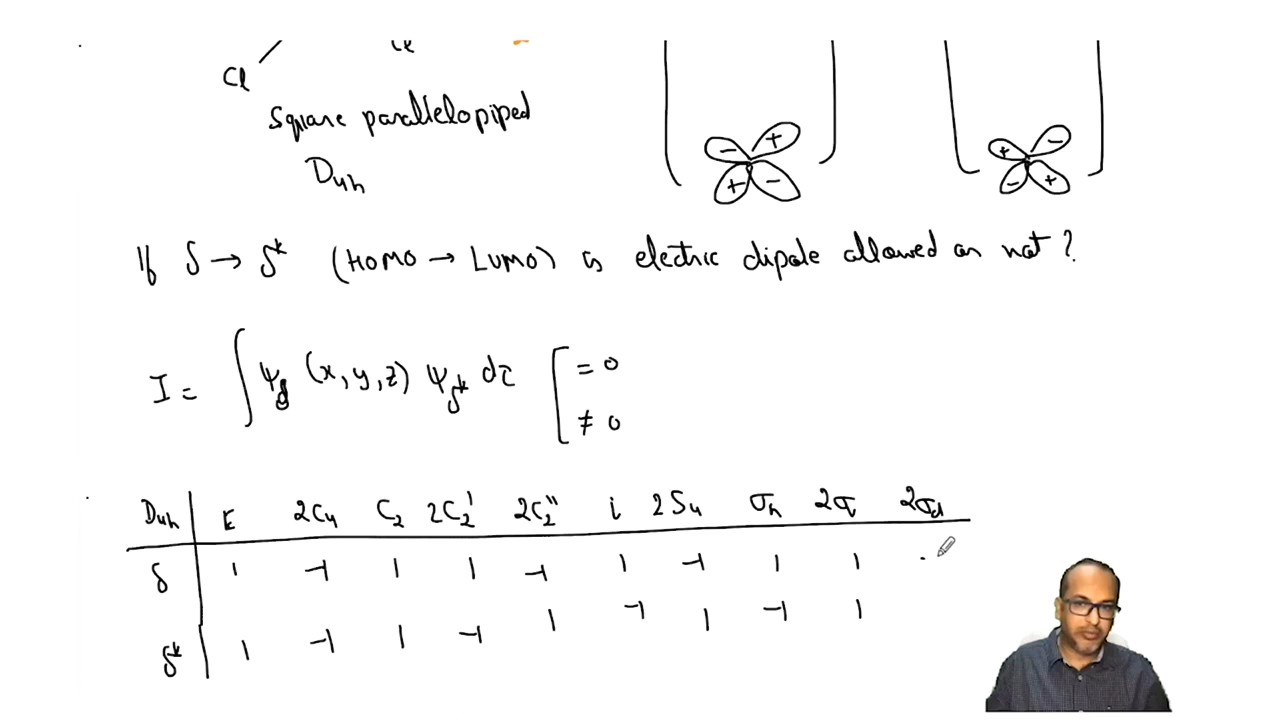 Cl
Cl
Square parallelopiped
D4h
- +
+ -
+ -
- +
If δ → δ* (HOMO → LUMO) is electric dipole allowed or not ?
I = ∫ ψδ (x, y, z) ψδ* dτ [ = 0
≠ 0
D4h E 2C4 C2 2C2' 2C2'' i 2S4 σh 2σv 2σd
δ 1 -1 1 1 -1 1 -1 1 1
δ* 1 -1 1 -1 1 -1 1 -1 1